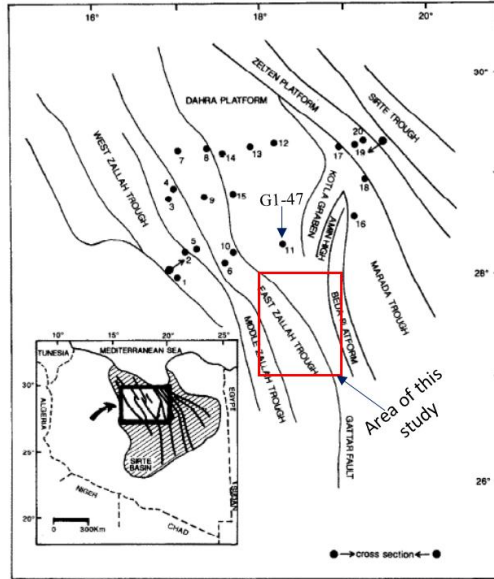 16°
18°
20°
30°
28°
26°
ZELTEN PLATFORM
SIRTE TROUGH
DAHRA PLATFORM
WEST ZALLAH TROUGH
KOTLA GRABEN
AMIN HIGH
G1-47
EAST ZALLAH TROUGH
MIDDLE ZALLAH TROUGH
BEDA PLATFORM
MARADA TROUGH
GATTAR FAULT
Area of this
study
1
2
3
4
5
6
7
8
9
10
11
12
13
14
15
16
17
18
19
20
10°
15°
20°
25°
TUNISIA
MEDITERRANEAN SEA
30°
25°
20°
ALGERIA
EGYPT
SIRTE
BASIN
NIGER
CHAD
SUDAN
0
300Km
cross section